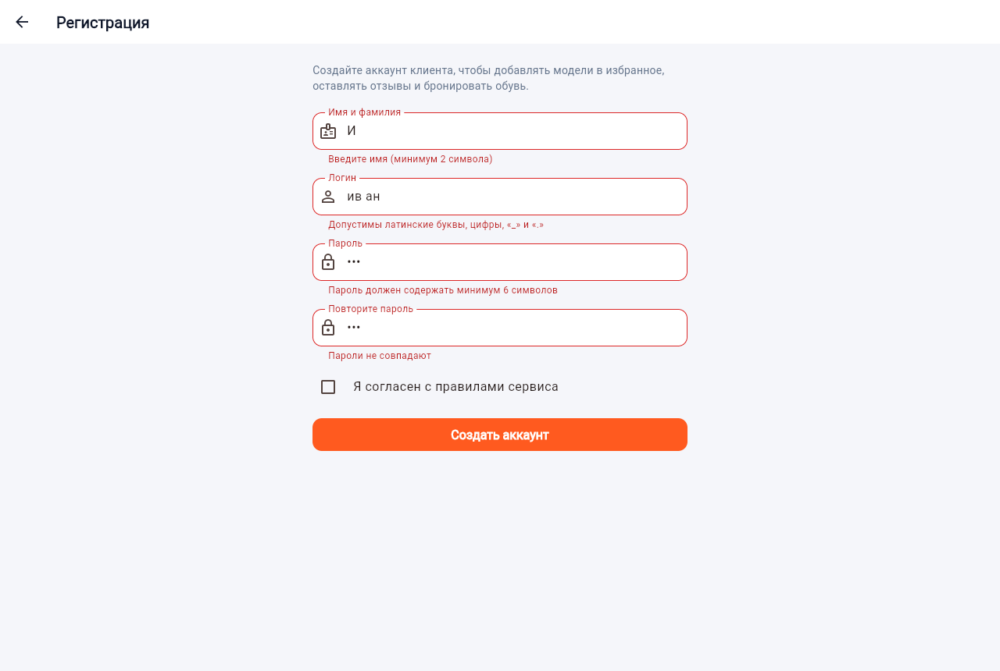 Регистрация
Создайте аккаунт клиента, чтобы добавлять модели в избранное,
оставлять отзывы и бронировать обувь.
Имя и фамилия
И
Введите имя (минимум 2 символа)
Логин
ив ан
Допустимы латинские буквы, цифры, «_» и «.»
Пароль
•••
Пароль должен содержать минимум 6 символов
Повторите пароль
•••
Пароли не совпадают
Я согласен с правилами сервиса
Создать аккаунт